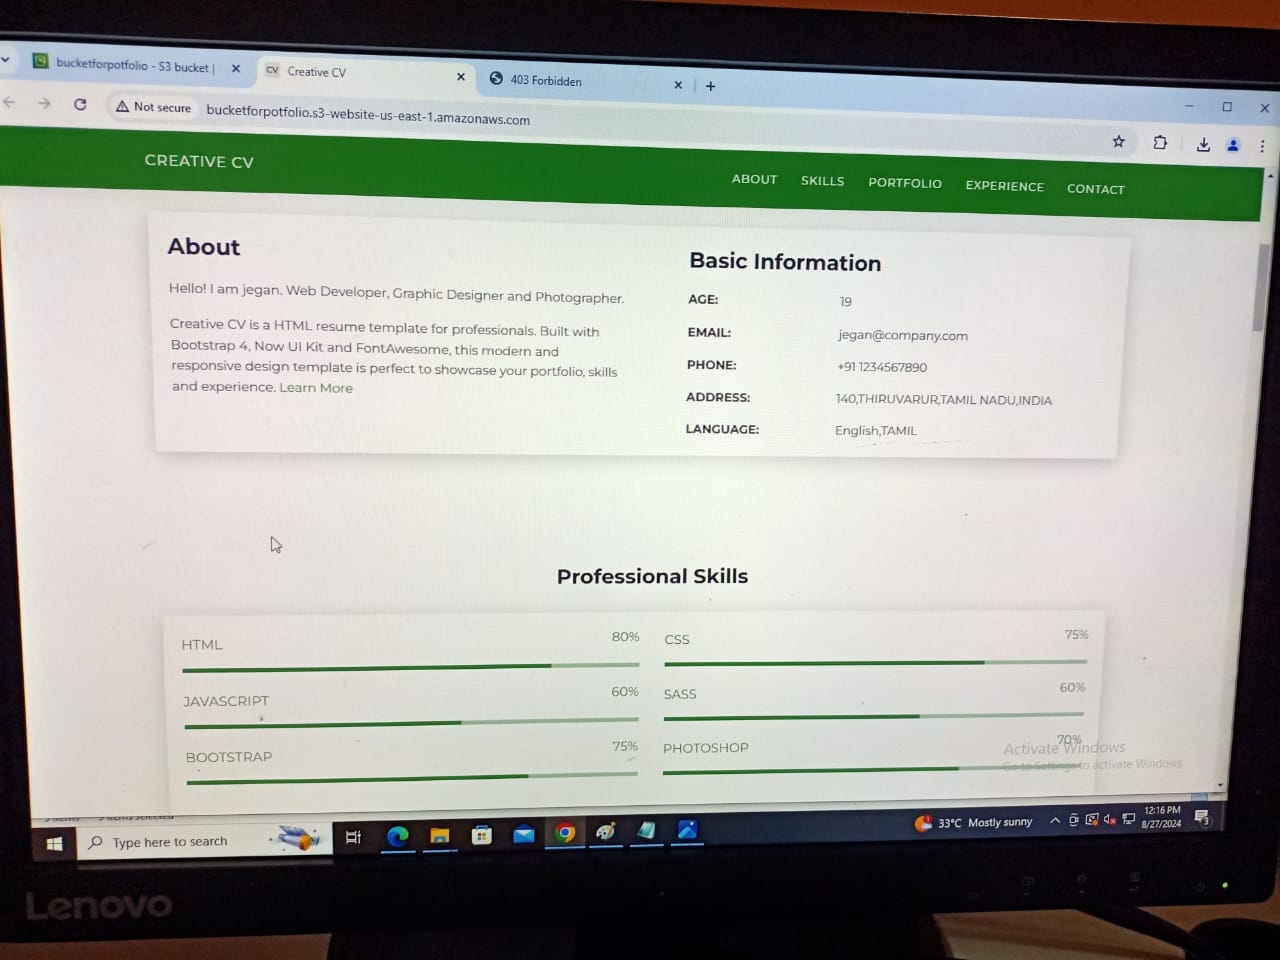 bucketforpotfolio - S3 bucket |
CV Creative CV
403 Forbidden
Not secure
bucketforpotfolio.s3-website-us-east-1.amazonaws.com
CREATIVE CV
ABOUT
SKILLS
PORTFOLIO
EXPERIENCE
CONTACT
About
Hello! I am jegan. Web Developer, Graphic Designer and Photographer.
Creative CV is a HTML resume template for professionals. Built with
Bootstrap 4, Now UI Kit and FontAwesome, this modern and
responsive design template is perfect to showcase your portfolio, skills
and experience. Learn More
Basic Information
AGE: 19
EMAIL: jegan@company.com
PHONE: +91 1234567890
ADDRESS: 140,THIRUVARUR,TAMIL NADU,INDIA
LANGUAGE: English,TAMIL
Professional Skills
HTML 80%
CSS 75%
JAVASCRIPT 60%
SASS 60%
BOOTSTRAP 75%
PHOTOSHOP 70%
Activate Windows
Go to Settings to activate Windows.
Type here to search
33°C Mostly sunny
12:16 PM
8/27/2024
3
Lenovo